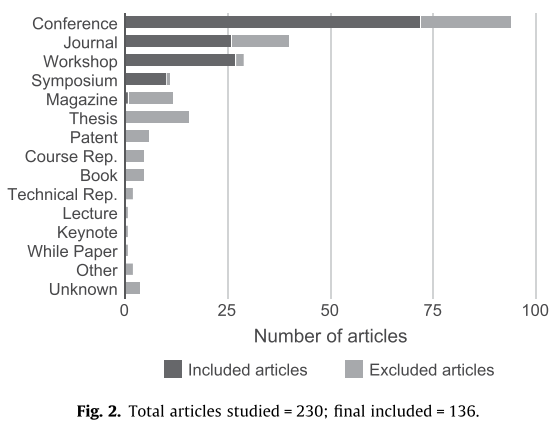 Conference
Journal
Workshop
Symposium
Magazine
Thesis
Patent
Course Rep.
Book
Technical Rep.
Lecture
Keynote
While Paper
Other
Unknown
0 25 50 75 100
Number of articles
Included articles Excluded articles
Fig. 2. Total articles studied = 230; final included = 136.